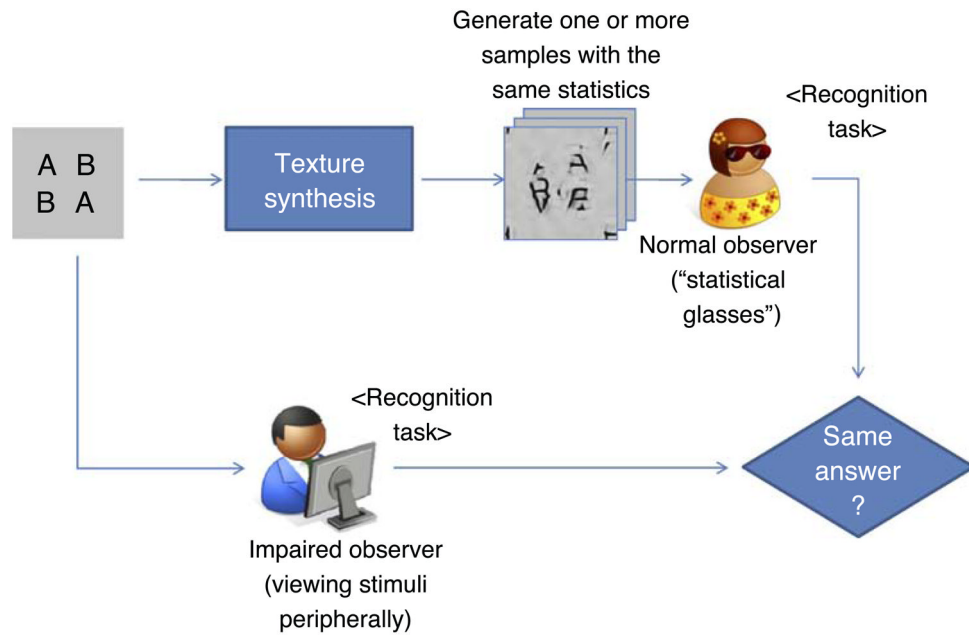 Generate one or more
samples with the
same statistics
<Recognition
task>
A B
B A
Texture
synthesis
Normal observer
("statistical
glasses")
<Recognition
task>
Same
answer
?
Impaired observer
(viewing stimuli
peripherally)